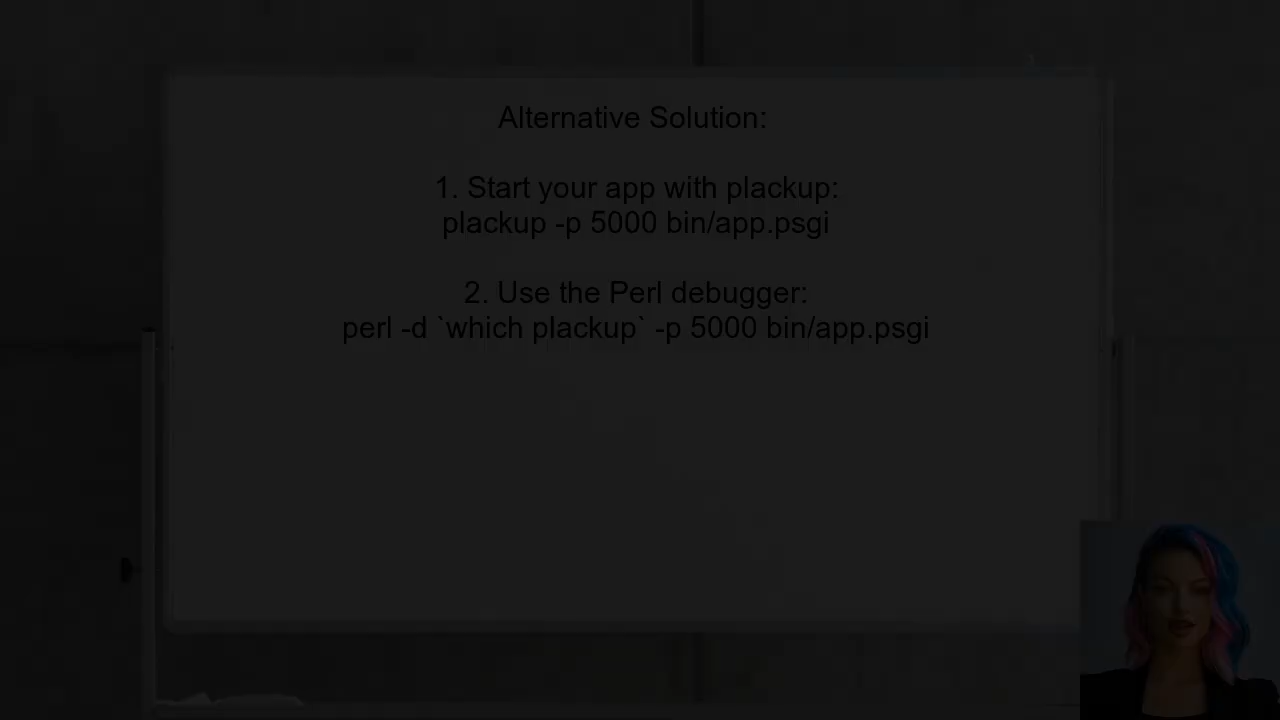 Alternative Solution:
1. Start your app with plackup:
plackup -p 5000 bin/app.psgi
2. Use the Perl debugger:
perl -d `which plackup` -p 5000 bin/app.psgi